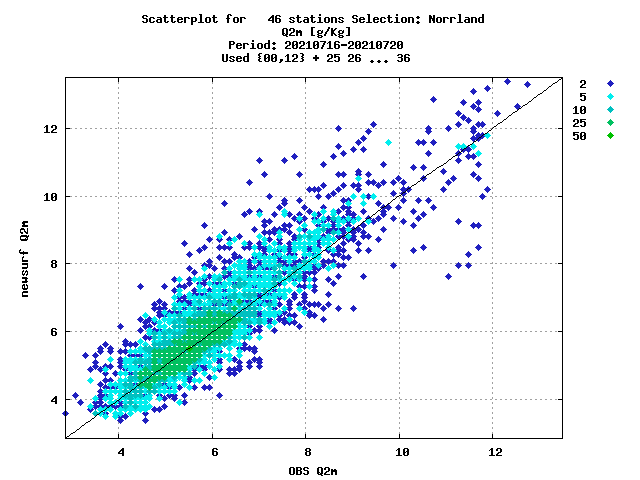 Scatterplot for   46 stations Selection: Norrland
Q2m [g/Kg]
Period: 20210716-20210720
Used {00,12} + 25 26 ... 36
2
5
10
25
50
12
10
8
6
4
newsurf Q2m
4 6 8 10 12
OBS Q2m